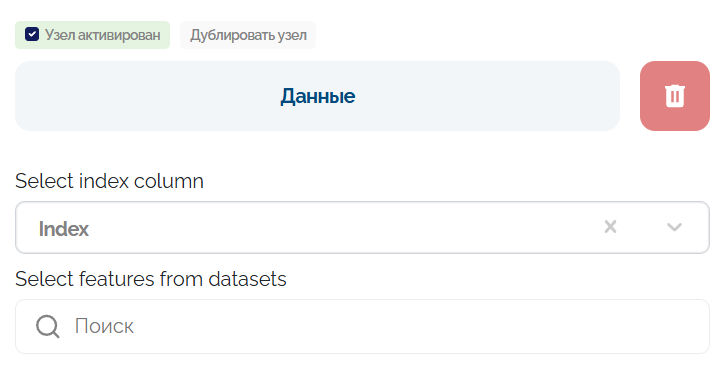 Узел активирован Дублировать узел
Данные
Select index column
Index
Select features from datasets
Поиск